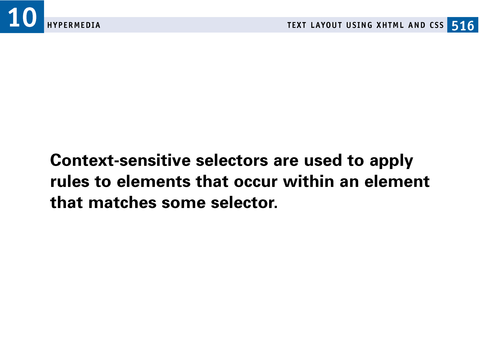 10 HYPERMEDIA TEXT LAYOUT USING XHTML AND CSS 516
Context-sensitive selectors are used to apply
rules to elements that occur within an element
that matches some selector.